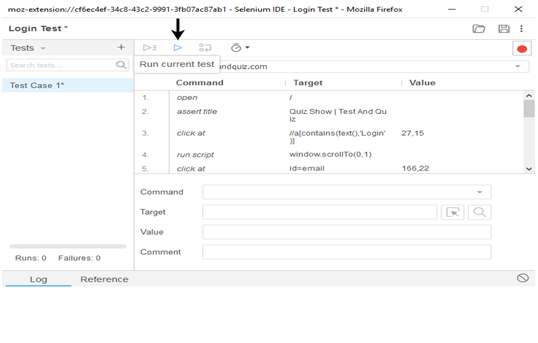 moz-extension://cf6ec4ef-34c8-43c2-9991-3fb07ac87ab1 - Selenium IDE - Login Test * - Mozilla Firefox
Login Test *
Tests
Search tests....
Run current test
ndquiz.com
Test Case 1*
Command Target Value
1. open /
2. assert title Quiz Show | Test And Qu
iz
3. click at //a[contains(text(),'Login' 27,15
)]
4. run script window.scrollTo(0,1)
5. click at id=email 166,22
Command
Target
Value
Comment
Runs: 0 Failures: 0
Log Reference